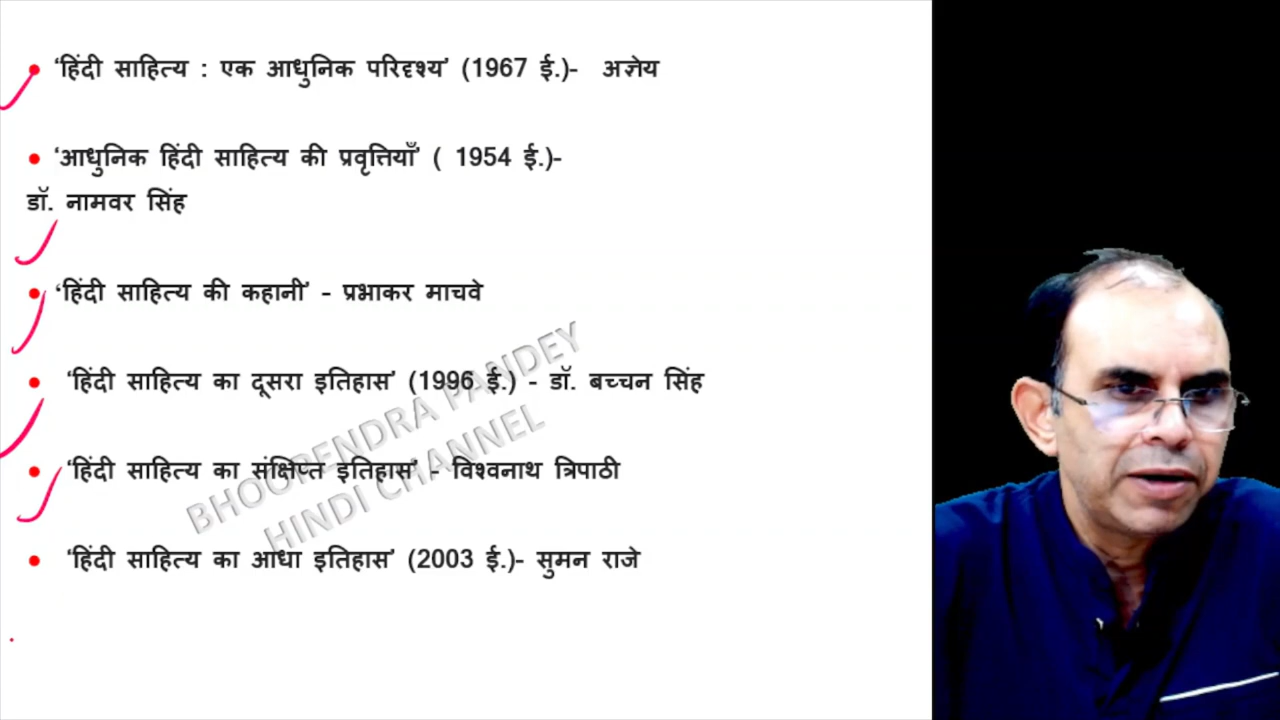 • ‘हिंदी साहित्य : एक आधुनिक परिदृश्य’ (1967 ई.)- अज्ञेय
• ‘आधुनिक हिंदी साहित्य की प्रवृत्तियाँ’ ( 1954 ई.)-
डॉ. नामवर सिंह
• ‘हिंदी साहित्य की कहानी’ - प्रभाकर माचवे
• ‘हिंदी साहित्य का दूसरा इतिहास’ (1996 ई.) - डॉ. बच्चन सिंह
• ‘हिंदी साहित्य का संक्षिप्त इतिहास’ - विश्वनाथ त्रिपाठी
• ‘हिंदी साहित्य का आधा इतिहास’ (2003 ई.)- सुमन राजे
BHOOPENDRA PANDEY
HINDI CHANNEL